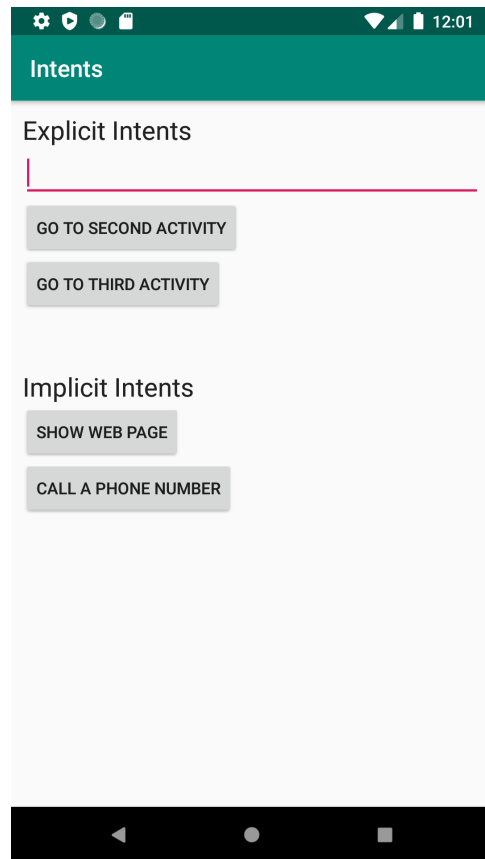 12:01
Intents
Explicit Intents
GO TO SECOND ACTIVITY
GO TO THIRD ACTIVITY
Implicit Intents
SHOW WEB PAGE
CALL A PHONE NUMBER